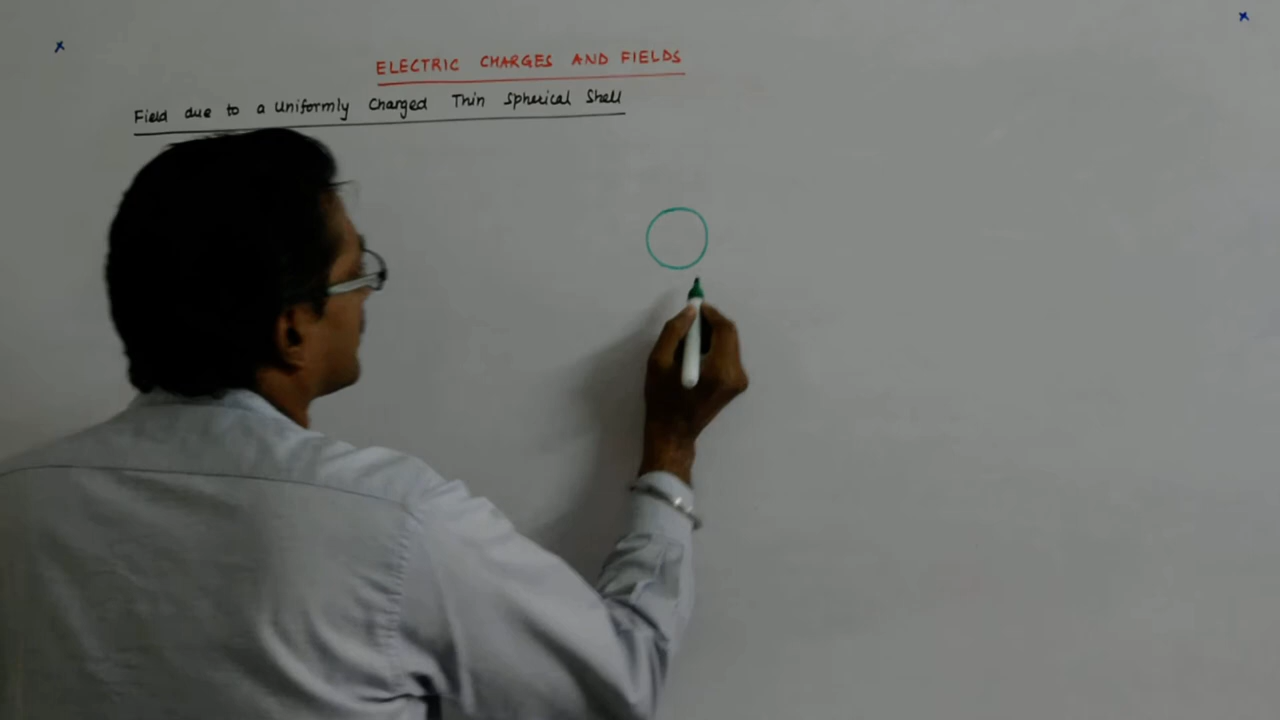 ELECTRIC CHARGES AND FIELDS
Field due to a Uniformly Charged Thin Spherical Shell